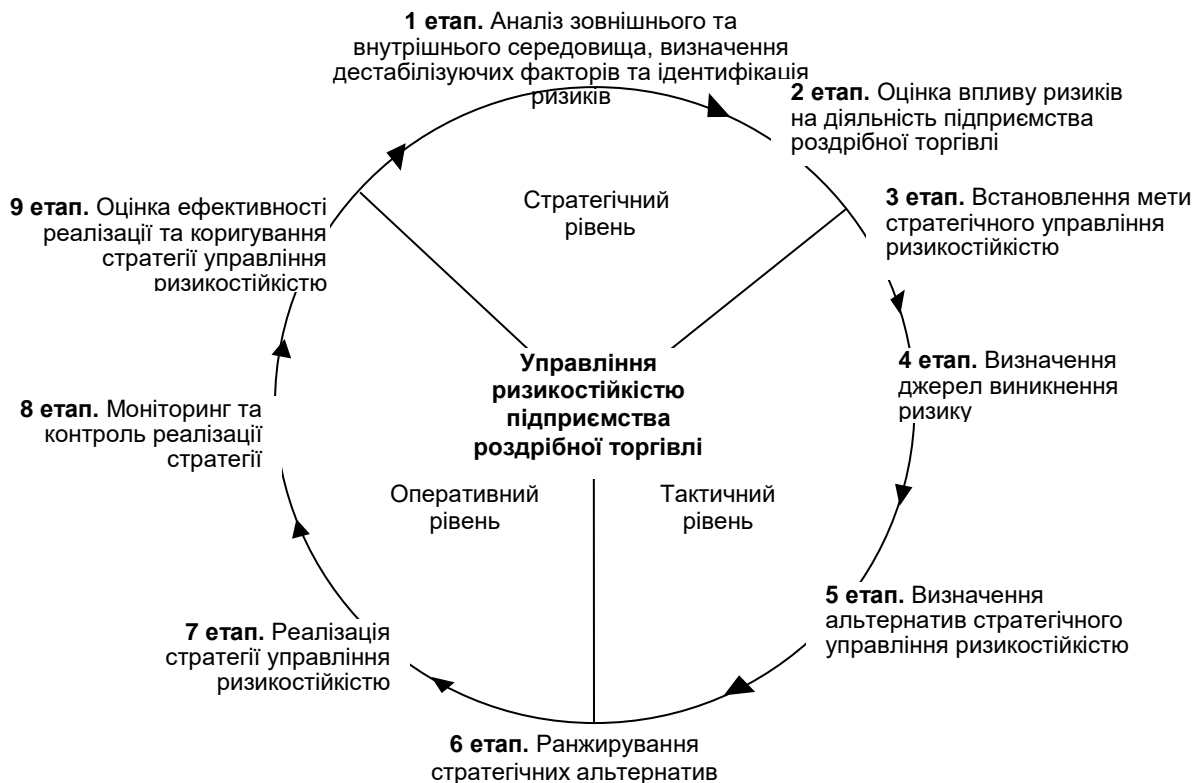 1 етап. Аналіз зовнішнього та
внутрішнього середовища, визначення
дестабілізуючих факторів та ідентифікація
ризиків
2 етап. Оцінка впливу ризиків
на діяльність підприємства
роздрібної торгівлі
3 етап. Встановлення мети
стратегічного управління
ризикостійкістю
4 етап. Визначення
джерел виникнення
ризику
5 етап. Визначення
альтернатив стратегічного
управління ризикостійкістю
6 етап. Ранжирування
стратегічних альтернатив
7 етап. Реалізація
стратегії управління
ризикостійкістю
8 етап. Моніторинг та
контроль реалізації
стратегії
9 етап. Оцінка ефективності
реалізації та коригування
стратегії управління
ризикостійкістю
Стратегічний
рівень
Управління
ризикостійкістю
підприємства
роздрібної торгівлі
Оперативний
рівень
Тактичний
рівень